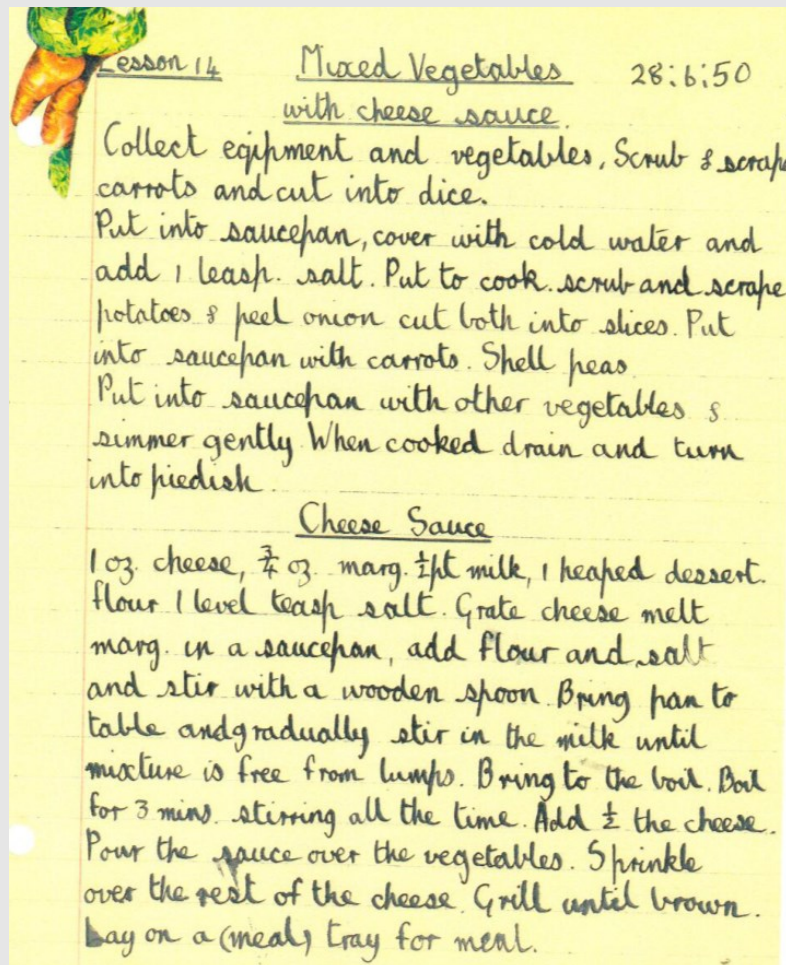 Lesson 14 Mixed Vegetables 28:6:50
with cheese sauce.
Collect eqipment and vegetables, Scrub & scrape
carrots and cut into dice.
Put into saucepan, cover with cold water and
add 1 teasp. salt. Put to cook. scrub and scrape
potatoes & peel onion cut both into slices. Put
into saucepan with carrots. Shell peas
Put into saucepan with other vegetables &
simmer gently When cooked drain and turn
into piedish.
Cheese Sauce
1 oz. cheese, ¾ oz. marg. ½pt milk, 1 heaped dessert.
flour 1 level teasp salt. Grate cheese melt
marg. in a saucepan, add flour and salt
and stir with a wooden spoon. Bring pan to
table and gradually stir in the milk until
mixture is free from lumps. Bring to the boil. Boil
for 3 mins. stirring all the time. Add ½ the cheese.
Pour the sauce over the vegetables. Sprinkle
over the rest of the cheese. Grill until brown.
Lay on a (meal) tray for meal.